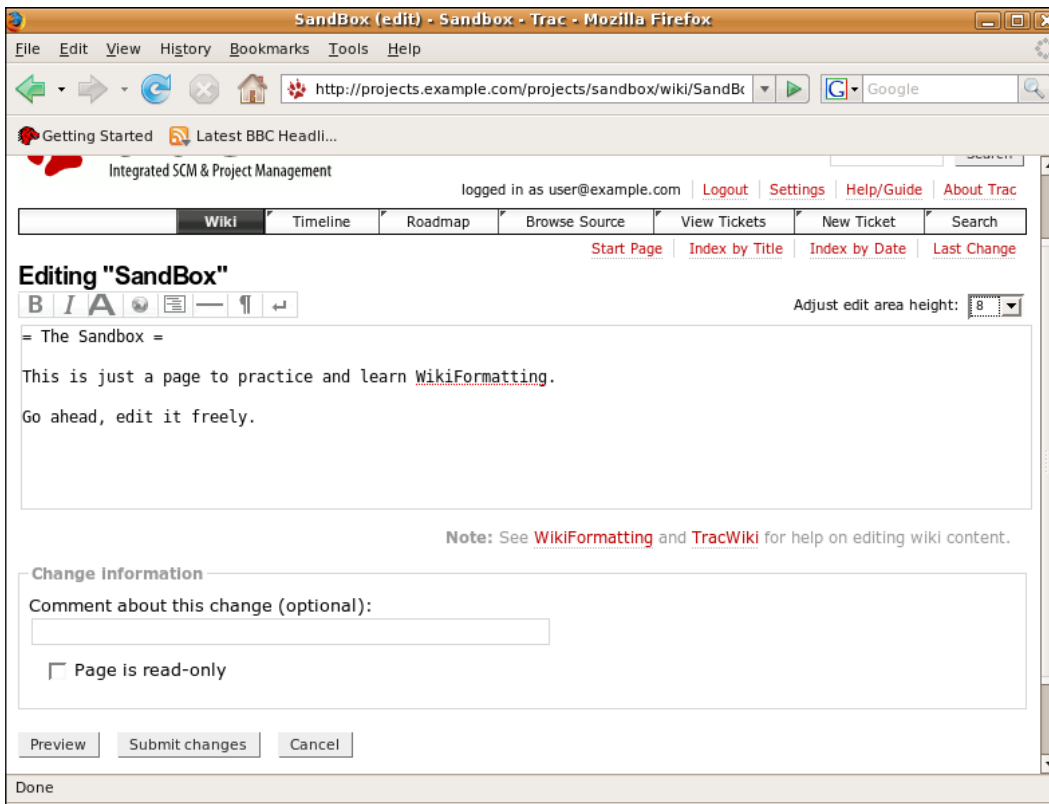 SandBox (edit) - Sandbox - Trac - Mozilla Firefox
File Edit View History Bookmarks Tools Help
http://projects.example.com/projects/sandbox/wiki/SandBo
G Google
Getting Started Latest BBC Headli...
Integrated SCM & Project Management
Search
logged in as user@example.com Logout Settings Help/Guide About Trac
Wiki Timeline Roadmap Browse Source View Tickets New Ticket Search
Start Page Index by Title Index by Date Last Change
Editing "SandBox"
B I A ¶ Adjust edit area height: 8
= The Sandbox =
This is just a page to practice and learn WikiFormatting.
Go ahead, edit it freely.
Note: See WikiFormatting and TracWiki for help on editing wiki content.
Change information
Comment about this change (optional):
Page is read-only
Preview Submit changes Cancel
Done